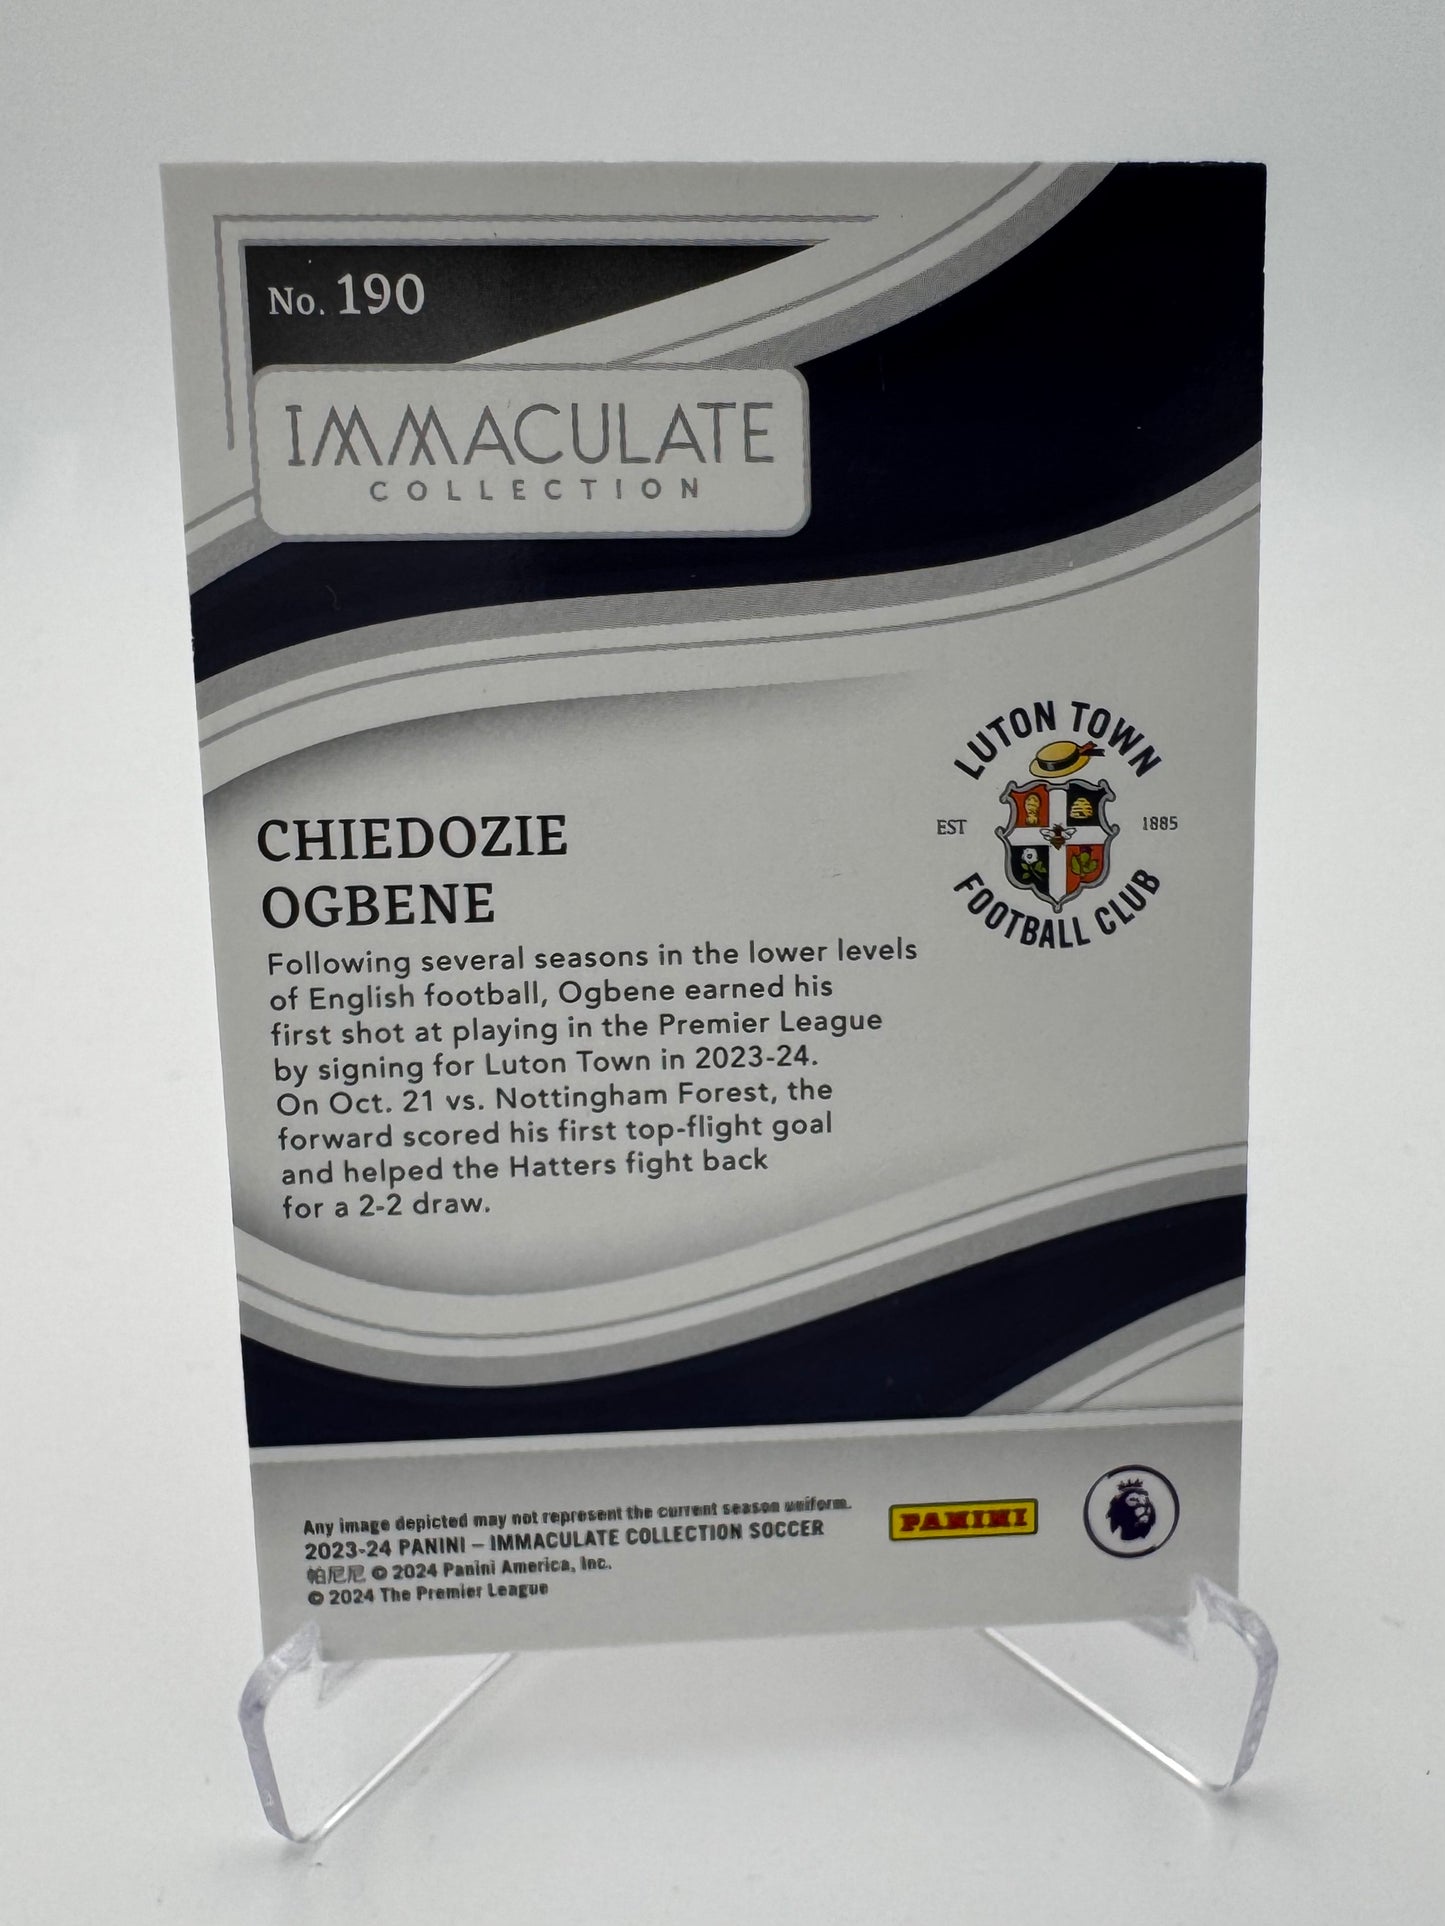 No. 190
IMMACULATE
COLLECTION
LUTON TOWN
EST 1885
FOOTBALL CLUB
CHIEDOZIE
OGBENE
Following several seasons in the lower levels
of English football, Ogbene earned his
first shot at playing in the Premier League
by signing for Luton Town in 2023-24.
On Oct. 21 vs. Nottingham Forest, the
forward scored his first top-flight goal
and helped the Hatters fight back
for a 2-2 draw.
Any image depicted may not represent the current season uniform.
2023-24 PANINI – IMMACULATE COLLECTION SOCCER
帕尼尼 © 2024 Panini America, Inc.
© 2024 The Premier League
PANINI